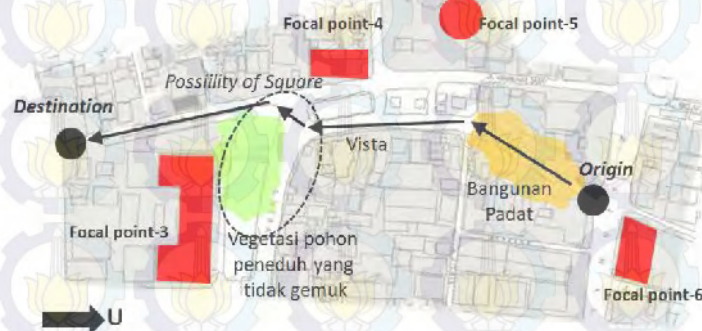 Focal point-4
Focal point-5
Possiility of Square
Destination
Vista
Origin
Bangunan
Padat
Focal point-3
Vegetasi pohon
peneduh yang
tidak gemuk
Focal point-6
U